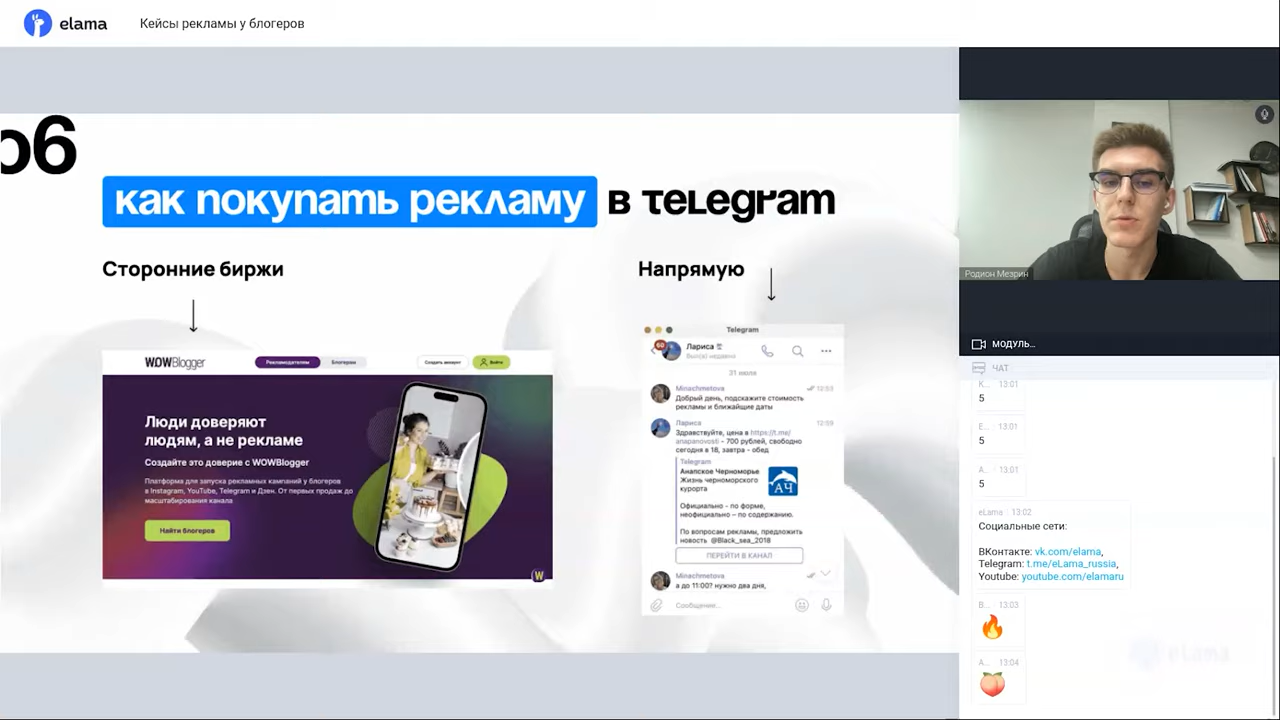 elama
Кейсы рекламы у блогеров
об
как покупать рекламу в telegram
Сторонние биржи
Напрямую
WOWBlogger
Рекламодателям
Блогерам
Создать аккаунт
Войти
Люди доверяют
людям, а не рекламе
Создайте это доверие с WOWBlogger
Платформа для запуска рекламных кампаний у блогеров
в Instagram, YouTube, Telegram и Дзен. От первых продаж до
масштабирования канала
Найти блогеров
W
Telegram
Лариса
31 июля
Minachmetova 12:53
Добрый день, подскажите стоимость
рекламы и ближайшие даты
Лариса 12:59
Здравствуйте, цена в https://t.me/
anapanovosti - 700 рублей, свободно
сегодня в 18, завтра - обед
Telegram
Анапское Черноморье
Жизнь черноморского
курорта
АЧ
Официально - по форме,
неофициально – по содержанию.
По вопросам рекламы, предложить
новость @Black_sea_2018
ПЕРЕЙТИ В КАНАЛ
Minachmetova
а до 11:00? нужно два дня,
Сообщение...
Родион Мезрин
МОДУЛЬ...
ЧАТ
К... 13:01
5
Е... 13:01
5
А... 13:01
5
eLama 13:02
Социальные сети:
ВКонтакте: vk.com/elama,
Telegram: t.me/eLama_russia,
Youtube: youtube.com/elamaru
В... 13:03
🔥
А... 13:04
🍑
eLama